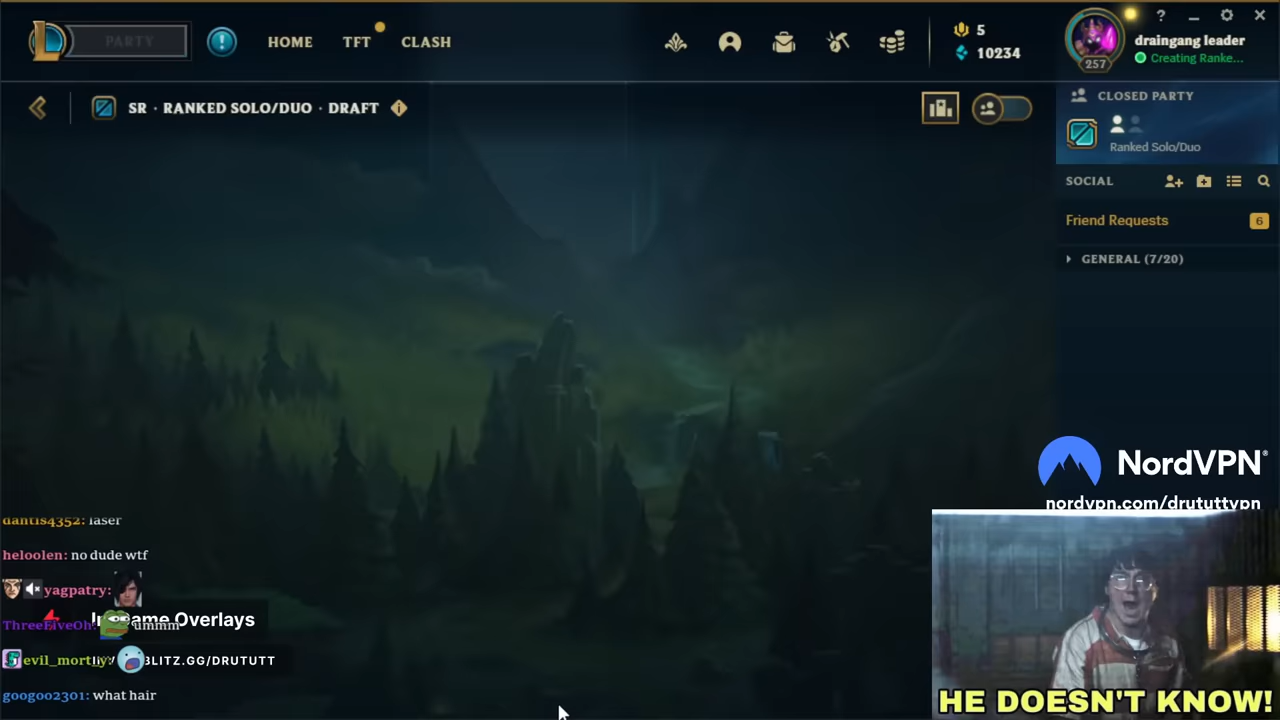 PARTY
HOME
TFT
CLASH
5
10234
?
draingang leader
Creating Ranke...
257
SR · RANKED SOLO/DUO · DRAFT
CLOSED PARTY
Ranked Solo/Duo
SOCIAL
Friend Requests
6
GENERAL (7/20)
NordVPN®
nordvpn.com/drututtvpn
dantis4352: laser
heloolen: no dude wtf
yagpatry:
ThreeFiveOh: ummm
Overlays
BLITZ.GG/DRUTUTT
googoo2301: what hair
HE DOESN'T KNOW!